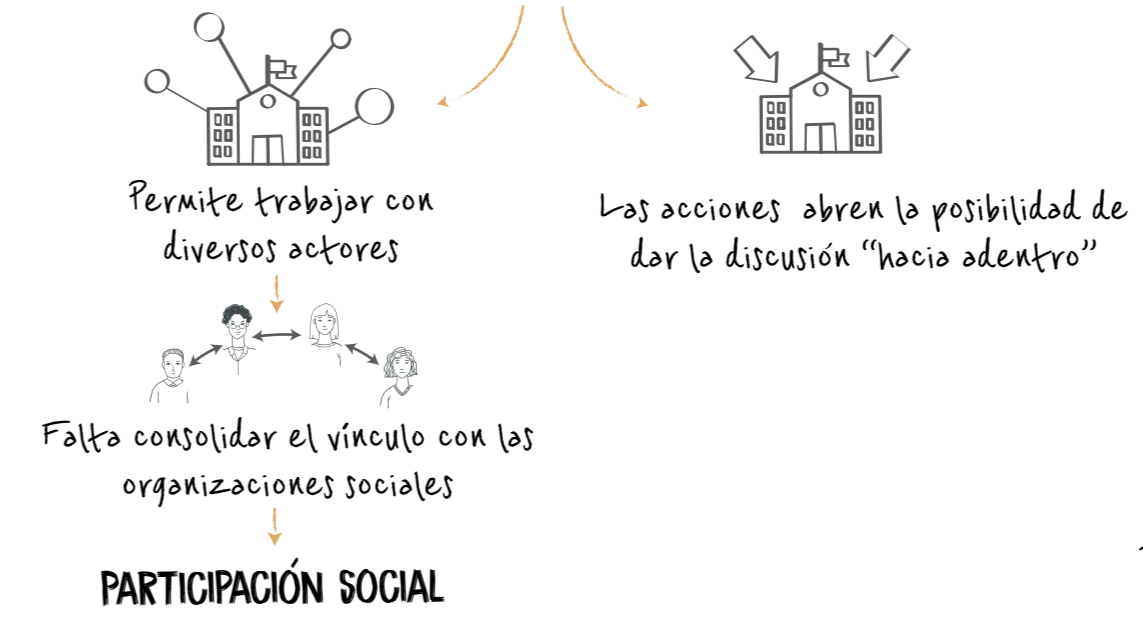 Permite trabajar con
diversos actores
Falta consolidar el vínculo con las
organizaciones sociales
PARTICIPACIÓN SOCIAL
Las acciones abren la posibilidad de
dar la discusión “hacia adentro”